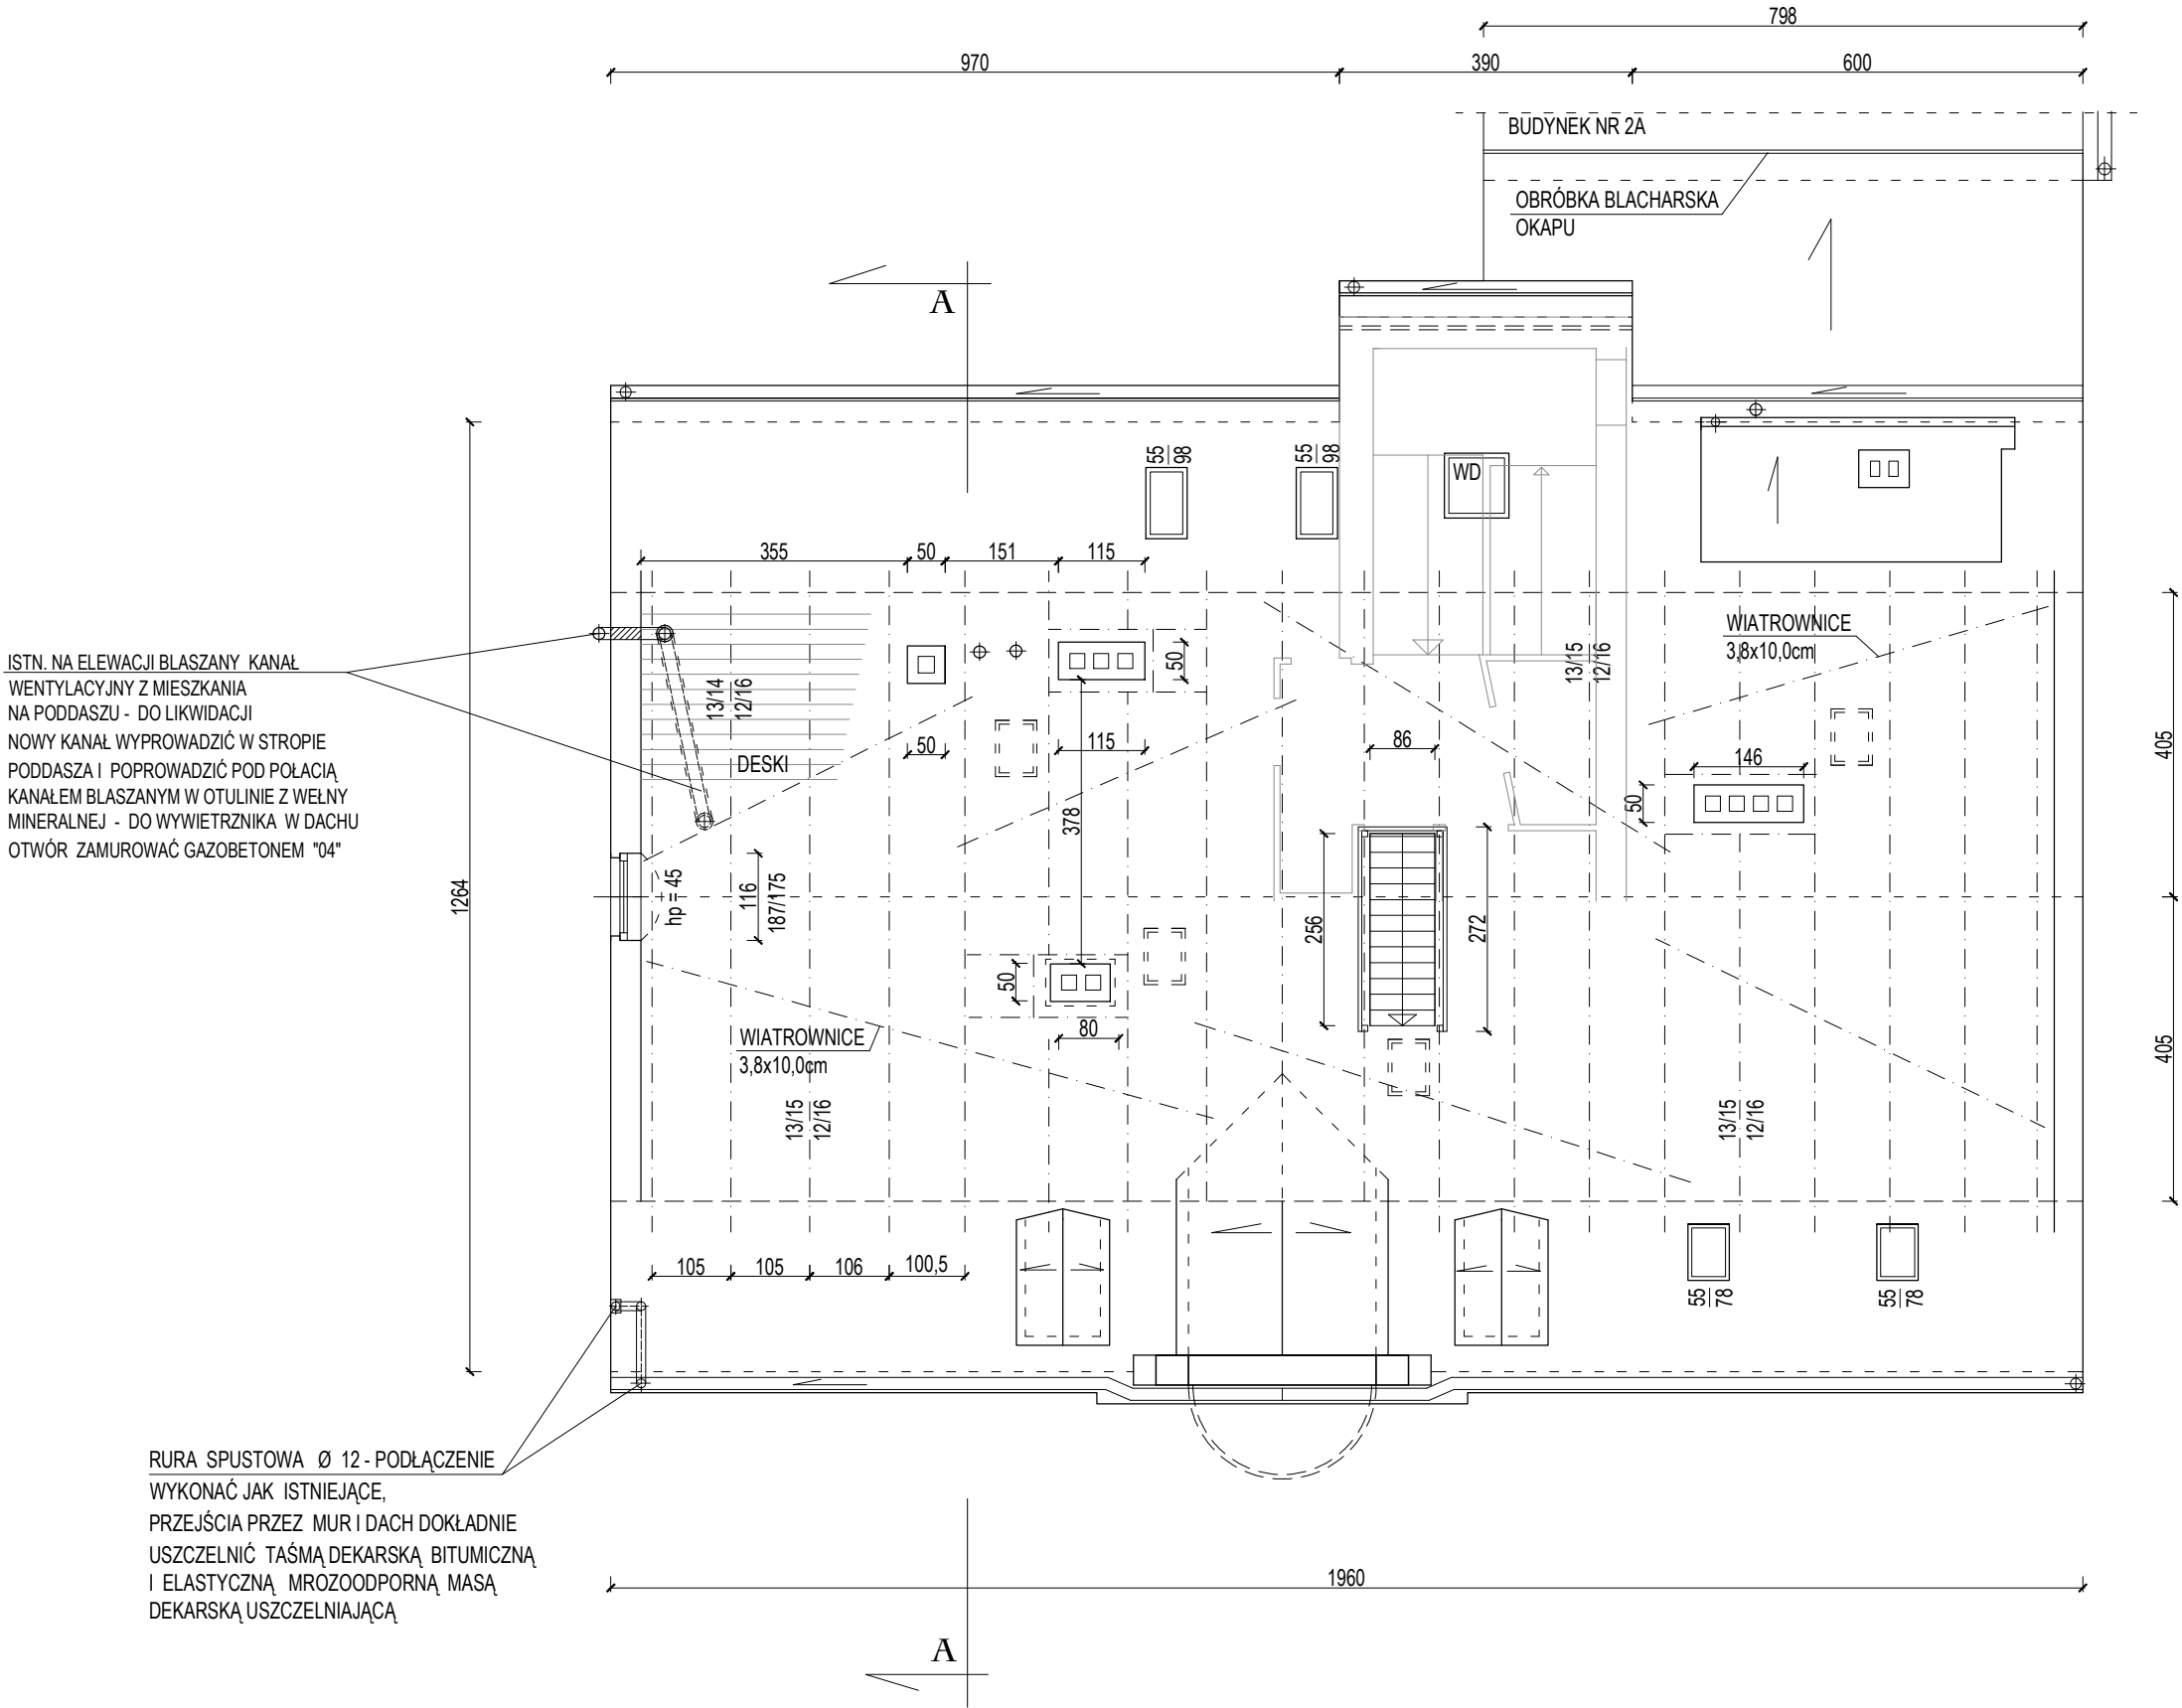 798
970
390
600
BUDYNEK NR 2A
OBRÓBKA BLACHARSKA
OKAPU
A
55
98
55
98
WD
355
50
151
115
ISTN. NA ELEWACJI BLASZANY KANAŁ
WENTYLACYJNY Z MIESZKANIA
NA PODDASZU - DO LIKWIDACJI
NOWY KANAŁ WYPROWADZIĆ W STROPIE
PODDASZA I POPROWADZIĆ POD POŁACIĄ
KANAŁEM BLASZANYM W OTULINIE Z WEŁNY
MINERALNEJ - DO WYWIETRZNIKA W DACHU
OTWÓR ZAMUROWAĆ GAZOBETONEM "04"
13/14
12/16
DESKI
50
50
115
378
13/15
12/16
WIATROWNICE
3,8x10,0cm
86
146
50
405
1264
hp = 45
116
187/175
256
272
50
80
WIATROWNICE
3,8x10,0cm
405
13/15
12/16
13/15
12/16
105
105
106
100,5
55
78
55
78
RURA SPUSTOWA Ø 12 - PODŁĄCZENIE
WYKONAĆ JAK ISTNIEJĄCE,
PRZEJŚCIA PRZEZ MUR I DACH DOKŁADNIE
USZCZELNIĆ TAŚMĄ DEKARSKĄ BITUMICZNĄ
I ELASTYCZNĄ MROZOODPORNĄ MASĄ
DEKARSKĄ USZCZELNIAJĄCĄ
1960
A